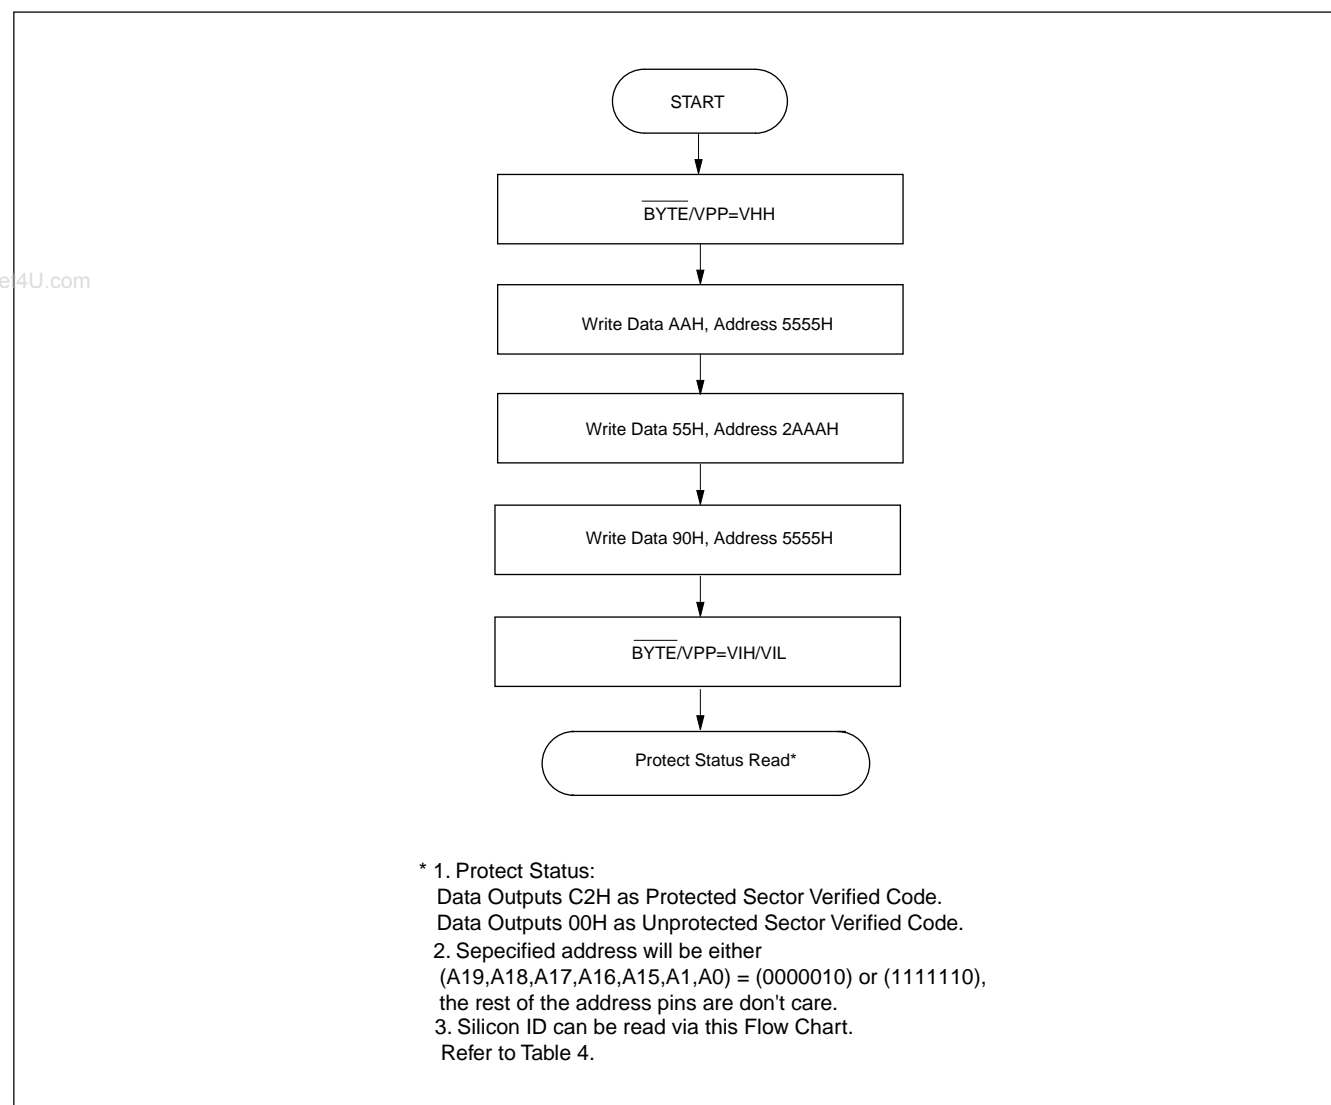 START
BYTE/VPP=VHH
et4U.com
Write Data AAH, Address 5555H
Write Data 55H, Address 2AAAH
Write Data 90H, Address 5555H
BYTE/VPP=VIH/VIL
Protect Status Read*
* 1. Protect Status:
Data Outputs C2H as Protected Sector Verified Code.
Data Outputs 00H as Unprotected Sector Verified Code.
2. Sepecified address will be either
(A19,A18,A17,A16,A15,A1,A0) = (0000010) or (1111110),
the rest of the address pins are don't care.
3. Silicon ID can be read via this Flow Chart.
Refer to Table 4.